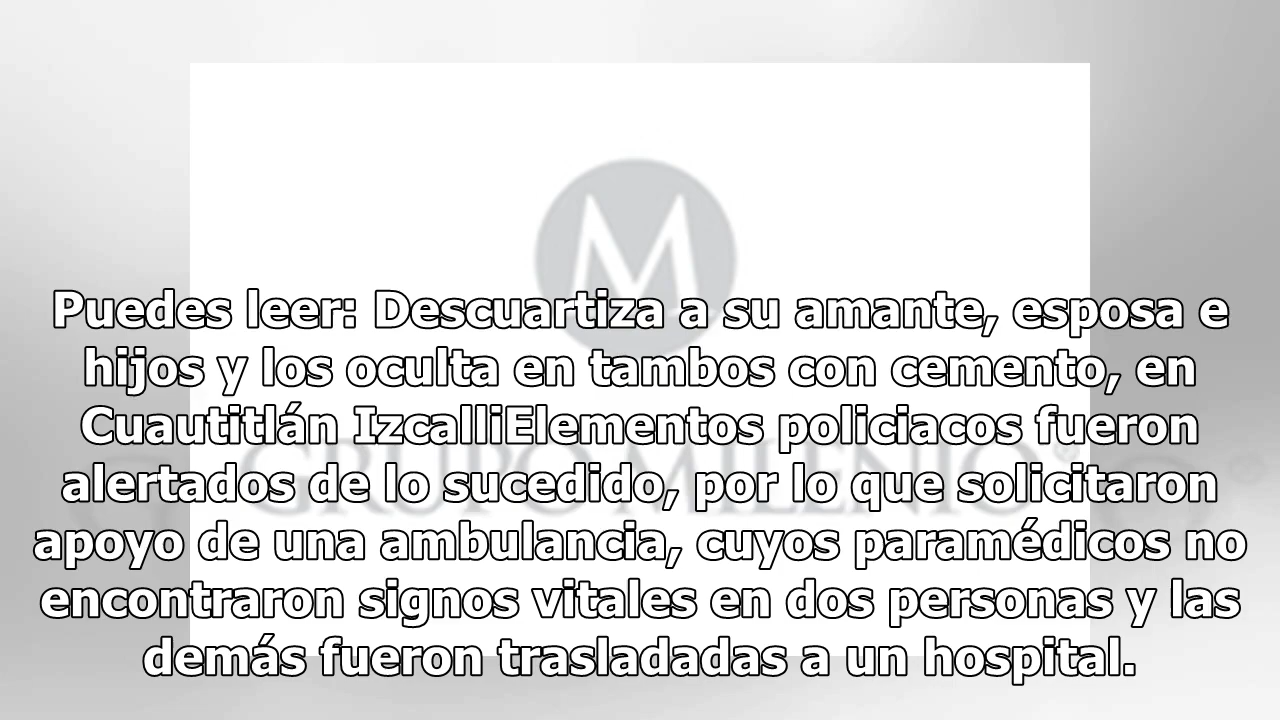 M
Puedes leer: Descuartiza a su amante, esposa e
hijos y los oculta en tambos con cemento, en
Cuautitlán IzcalliElementos policiacos fueron
alertados de lo sucedido, por lo que solicitaron
GRUPO MILENIO®
apoyo de una ambulancia, cuyos paramédicos no
encontraron signos vitales en dos personas y las
demás fueron trasladadas a un hospital.